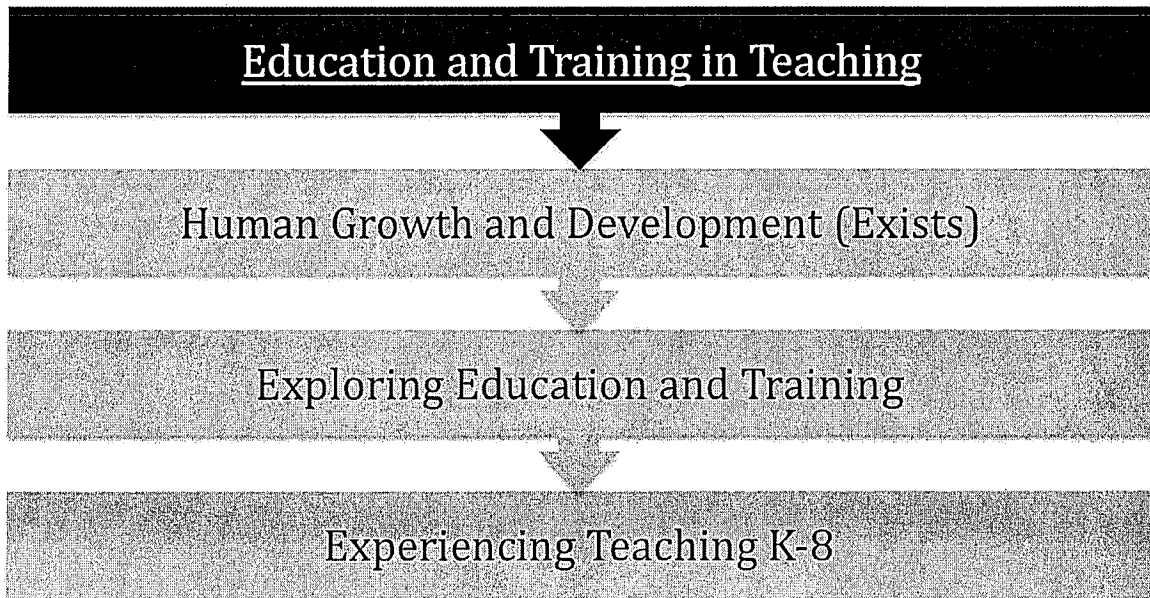 Education and Training in Teaching
Human Growth and Development (Exists)
Exploring Education and Training
Experiencing Teaching K-8